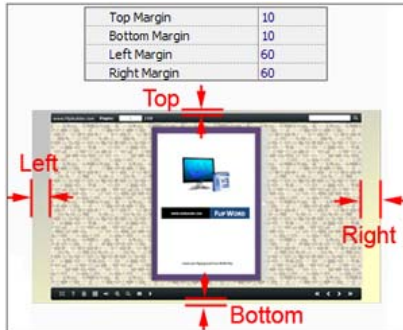 Top Margin 10
Bottom Margin 10
Left Margin 60
Right Margin 60
Top
Left
FLIP WORD
Right
Bottom